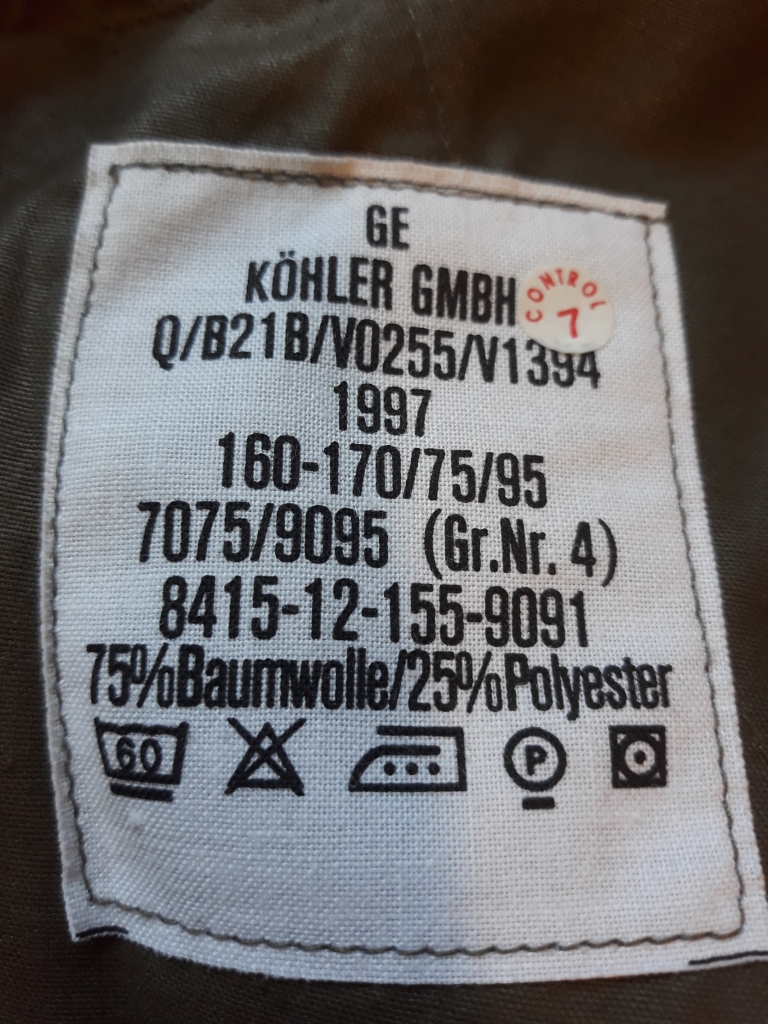 GE
KÖHLER GMBH
CONTROL
7
Q/B21B/V0255/V1394
1997
160-170/75/95
7075/9095 (Gr.Nr. 4)
8415-12-155-9091
75%Baumwolle/25%Polyester
60
P